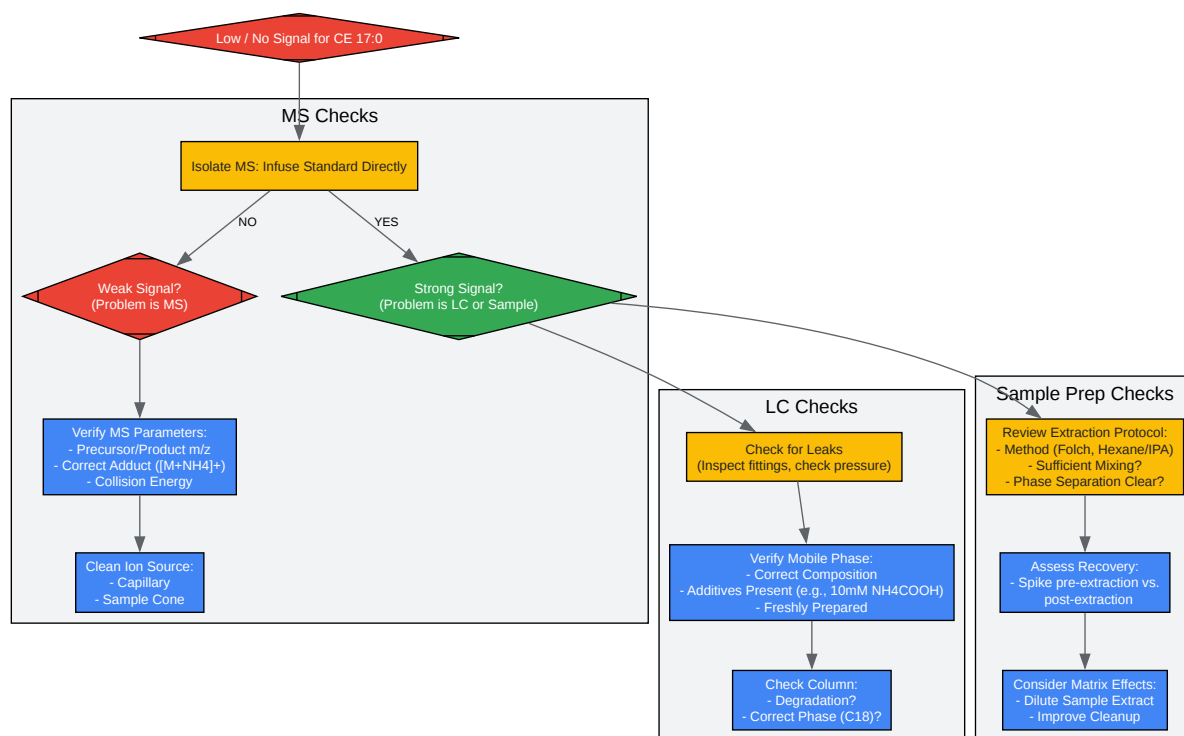 Low / No Signal for CE 17:0
MS Checks
Isolate MS: Infuse Standard Directly
NO
YES
Weak Signal?
(Problem is MS)
Strong Signal?
(Problem is LC or Sample)
Verify MS Parameters:
- Precursor/Product m/z
- Correct Adduct ([M+NH4]+)
- Collision Energy
Clean Ion Source:
- Capillary
- Sample Cone
LC Checks
Check for Leaks
(Inspect fittings, check pressure)
Verify Mobile Phase:
- Correct Composition
- Additives Present (e.g., 10mM NH4COOH)
- Freshly Prepared
Check Column:
- Degradation?
- Correct Phase (C18)?
Sample Prep Checks
Review Extraction Protocol:
- Method (Folch, Hexane/IPA)
- Sufficient Mixing?
- Phase Separation Clear?
Assess Recovery:
- Spike pre-extraction vs.
post-extraction
Consider Matrix Effects:
- Dilute Sample Extract
- Improve Cleanup